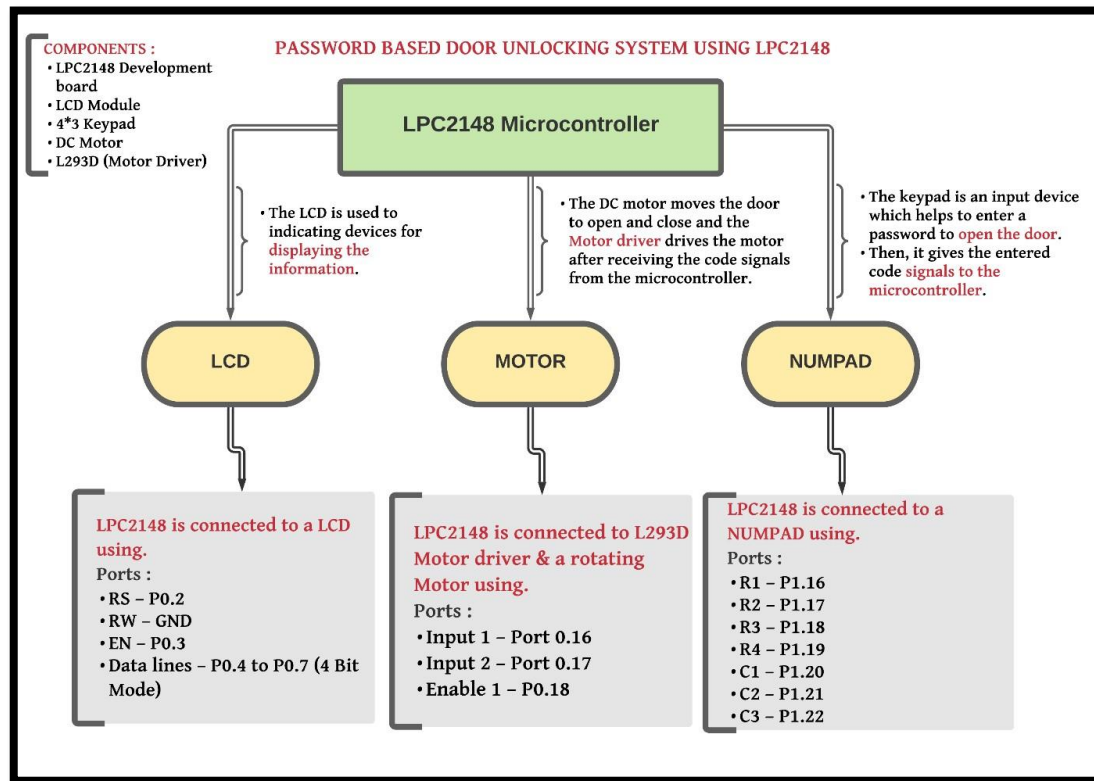 COMPONENTS :
• LPC2148 Development
board
• LCD Module
• 4*3 Keypad
• DC Motor
• L293D (Motor Driver)
PASSWORD BASED DOOR UNLOCKING SYSTEM USING LPC2148
LPC2148 Microcontroller
• The LCD is used to
indicating devices for
displaying the
information.
• The DC motor moves the door
to open and close and the
Motor driver drives the motor
after receiving the code signals
from the microcontroller.
• The keypad is an input device
which helps to enter a
password to open the door.
• Then, it gives the entered
code signals to the
microcontroller.
LCD
MOTOR
NUMPAD
LPC2148 is connected to a LCD
using.
Ports :
• RS – P0.2
• RW – GND
• EN – P0.3
• Data lines – P0.4 to P0.7 (4 Bit
Mode)
LPC2148 is connected to L293D
Motor driver & a rotating
Motor using.
Ports :
• Input 1 – Port 0.16
• Input 2 – Port 0.17
• Enable 1 – P0.18
LPC2148 is connected to a
NUMPAD using.
Ports :
• R1 – P1.16
• R2 – P1.17
• R3 – P1.18
• R4 – P1.19
• C1 – P1.20
• C2 – P1.21
• C3 – P1.22